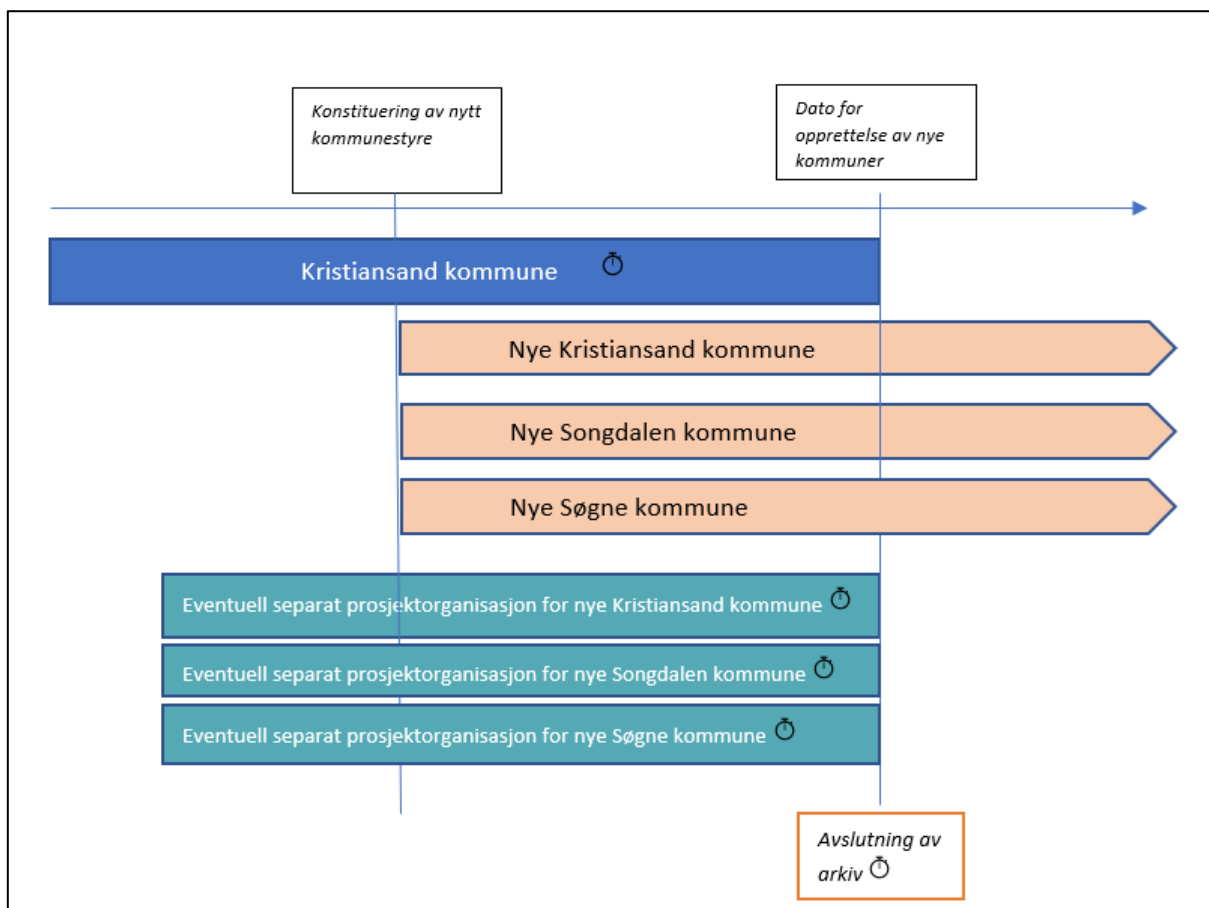 Konstituering av nytt
kommunestyre
Dato for
opprettelse av nye
kommuner
Kristiansand kommune
Nye Kristiansand kommune
Nye Songdalen kommune
Nye Søgne kommune
Eventuell separat prosjektorganisasjon for nye Kristiansand kommune
Eventuell separat prosjektorganisasjon for nye Songdalen kommune
Eventuell separat prosjektorganisasjon for nye Søgne kommune
Avslutning av
arkiv